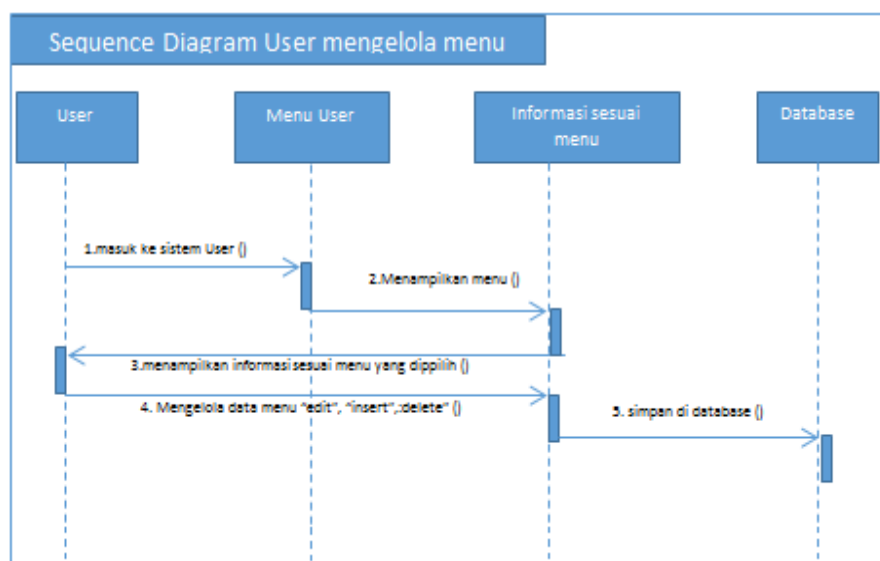 Sequence Diagram User mengelola menu
User
Menu User
Informasi sesuai
menu
Database
1.masuk ke sistem User ()
2.Menampilkan menu ()
3.menampilkan informasi sesuai menu yang dippilih ()
4. Mengelola data menu “edit”, “insert”,:delete” ()
5. simpan di database ()